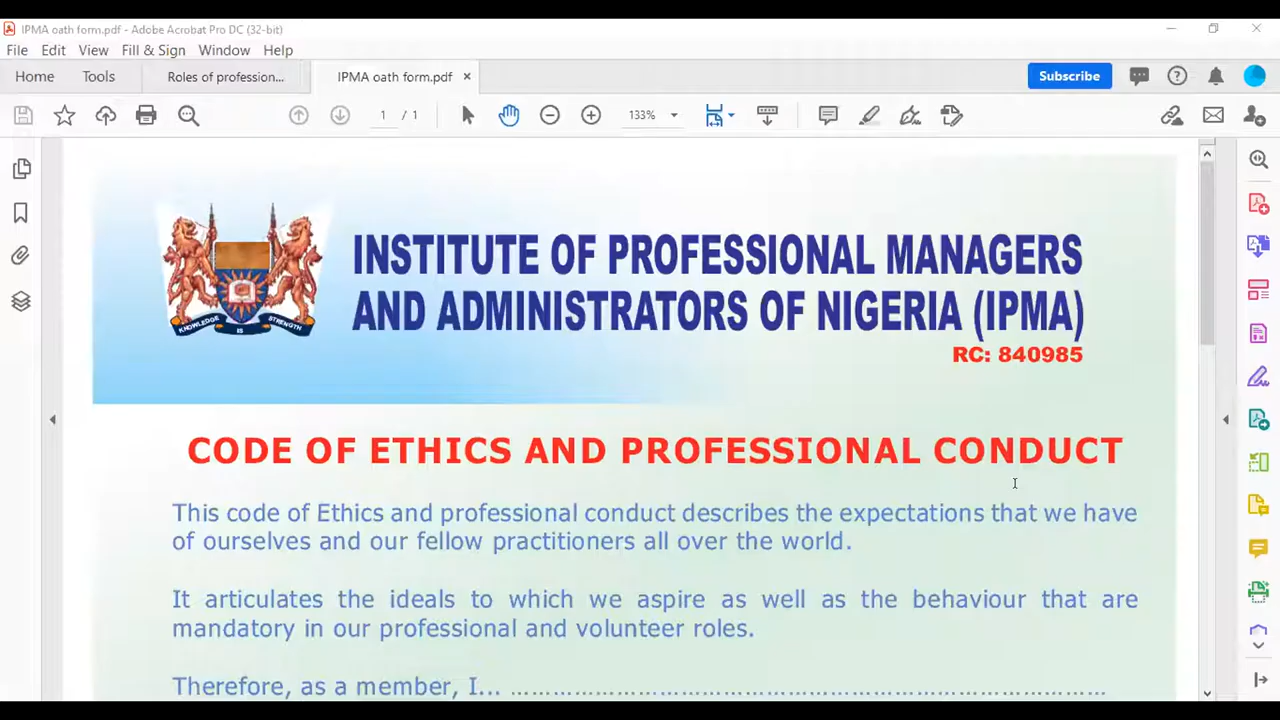 IPMA oath form.pdf - Adobe Acrobat Pro DC (32-bit)
File Edit View Fill & Sign Window Help
Home Tools Roles of profession... IPMA oath form.pdf × Subscribe
1 / 1 133%
INSTITUTE OF PROFESSIONAL MANAGERS
AND ADMINISTRATORS OF NIGERIA (IPMA)
KNOWLEDGE IS STRENGTH
RC: 840985
CODE OF ETHICS AND PROFESSIONAL CONDUCT
This code of Ethics and professional conduct describes the expectations that we have
of ourselves and our fellow practitioners all over the world.
It articulates the ideals to which we aspire as well as the behaviour that are
mandatory in our professional and volunteer roles.
Therefore, as a member, I... ……………………………………………………………………